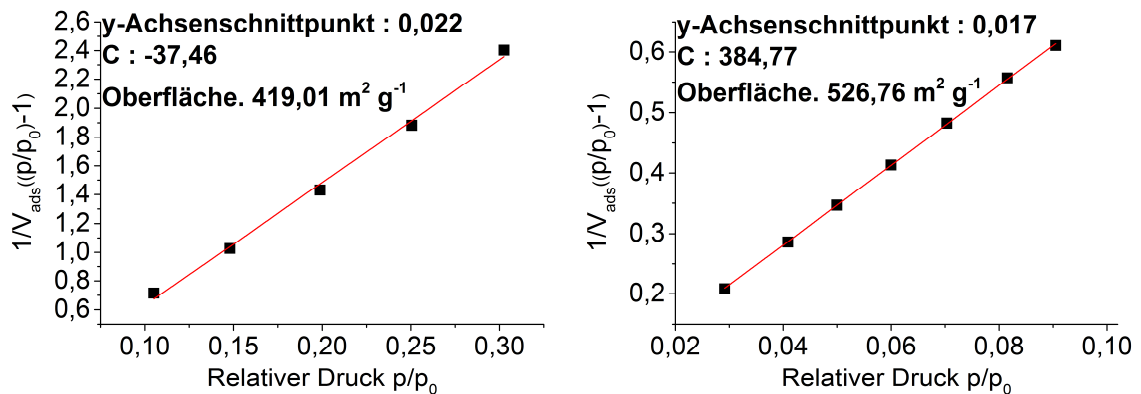 y-Achsenschnittpunkt : 0,022
C : -37,46
Oberfläche. 419,01 m² g⁻¹
2,6
2,4
2,2
2,0
1,8
1,6
1,4
1,2
1,0
0,8
0,6
1/V_ads((p/p₀)-1)
0,10 0,15 0,20 0,25 0,30
Relativer Druck p/p₀
y-Achsenschnittpunkt : 0,017
C : 384,77
Oberfläche. 526,76 m² g⁻¹
0,6
0,5
0,4
0,3
0,2
1/V_ads((p/p₀)-1)
0,02 0,04 0,06 0,08 0,10
Relativer Druck p/p₀